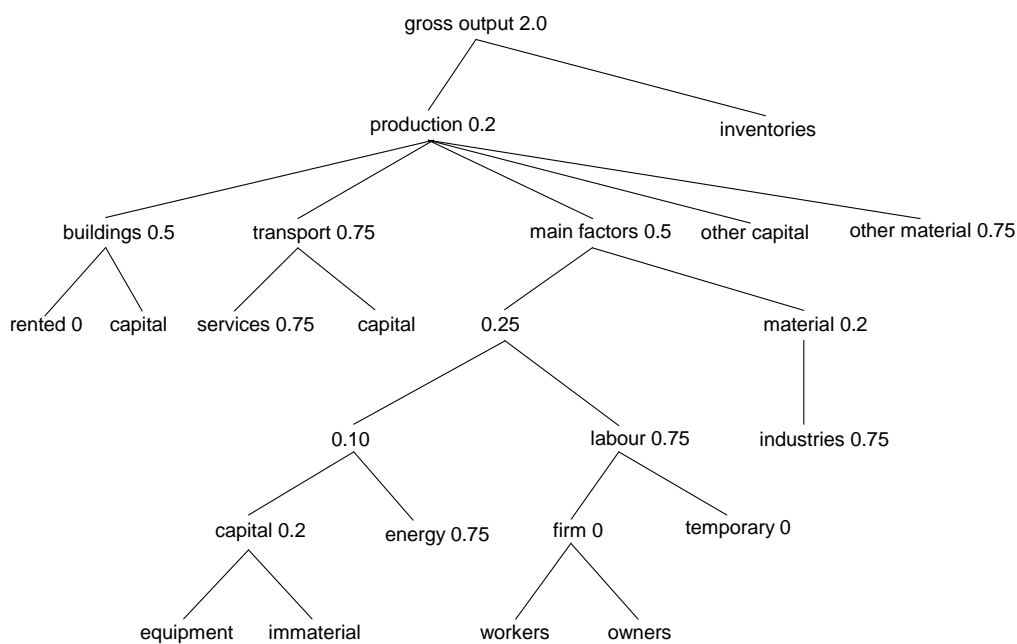 gross output 2.0
production 0.2
inventories
buildings 0.5
transport 0.75
main factors 0.5
other capital
other material 0.75
rented 0
capital
services 0.75
capital
0.25
material 0.2
0.10
labour 0.75
industries 0.75
capital 0.2
energy 0.75
firm 0
temporary 0
equipment
immaterial
workers
owners